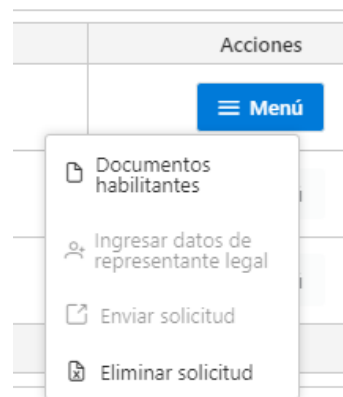 Acciones
Menú
Documentos
habilitantes
Ingresar datos de
representante legal
Enviar solicitud
Eliminar solicitud